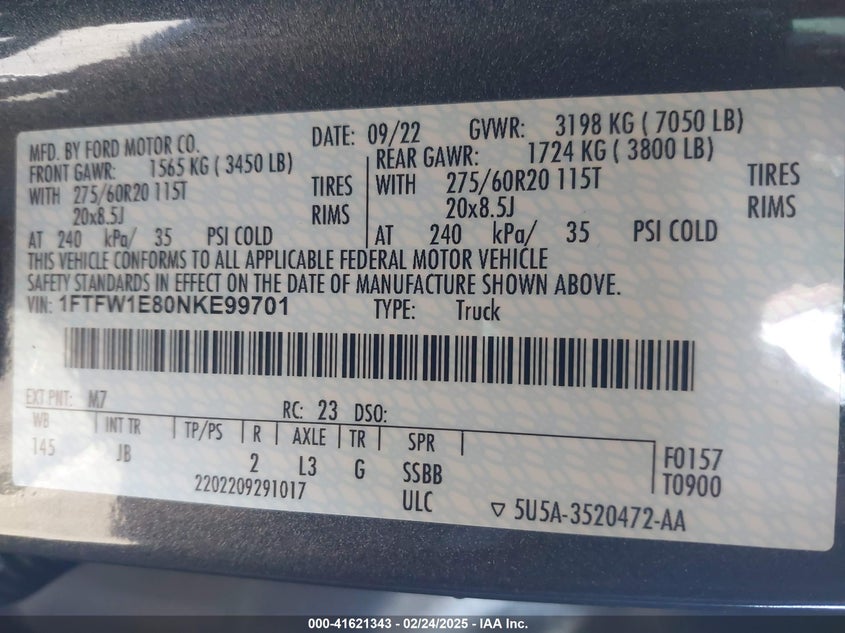 MFD. BY FORD MOTOR CO. DATE: 09/22 GVWR: 3198 KG ( 7050 LB)
FRONT GAWR: 1565 KG ( 3450 LB) REAR GAWR: 1724 KG ( 3800 LB)
WITH 275/60R20 115T TIRES WITH 275/60R20 115T TIRES
20x8.5J RIMS 20x8.5J RIMS
AT 240 kPa/ 35 PSI COLD AT 240 kPa/ 35 PSI COLD
THIS VEHICLE CONFORMS TO ALL APPLICABLE FEDERAL MOTOR VEHICLE
SAFETY STANDARDS IN EFFECT ON THE DATE OF MANUFACTURE SHOWN ABOVE.
VIN: 1FTFW1E80NKE99701 TYPE: Truck
EXT PNT: M7 RC: 23 DSO:
WB INT TR TP/PS R AXLE TR SPR
145 JB 2 L3 G SSBB F0157
2202209291017 ULC T0900
▽ 5U5A-3520472-AA
000-41621343 - 02/24/2025 - IAA Inc.